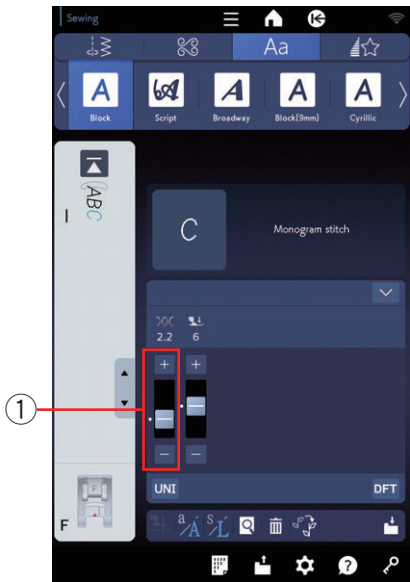 Sewing
Aa
A A A A A
Block Script Broadway Block(9mm) Cyrillic
ABC
C Monogram stitch
2.2 6
+ +
①
− −
UNI DFT
F
F
?